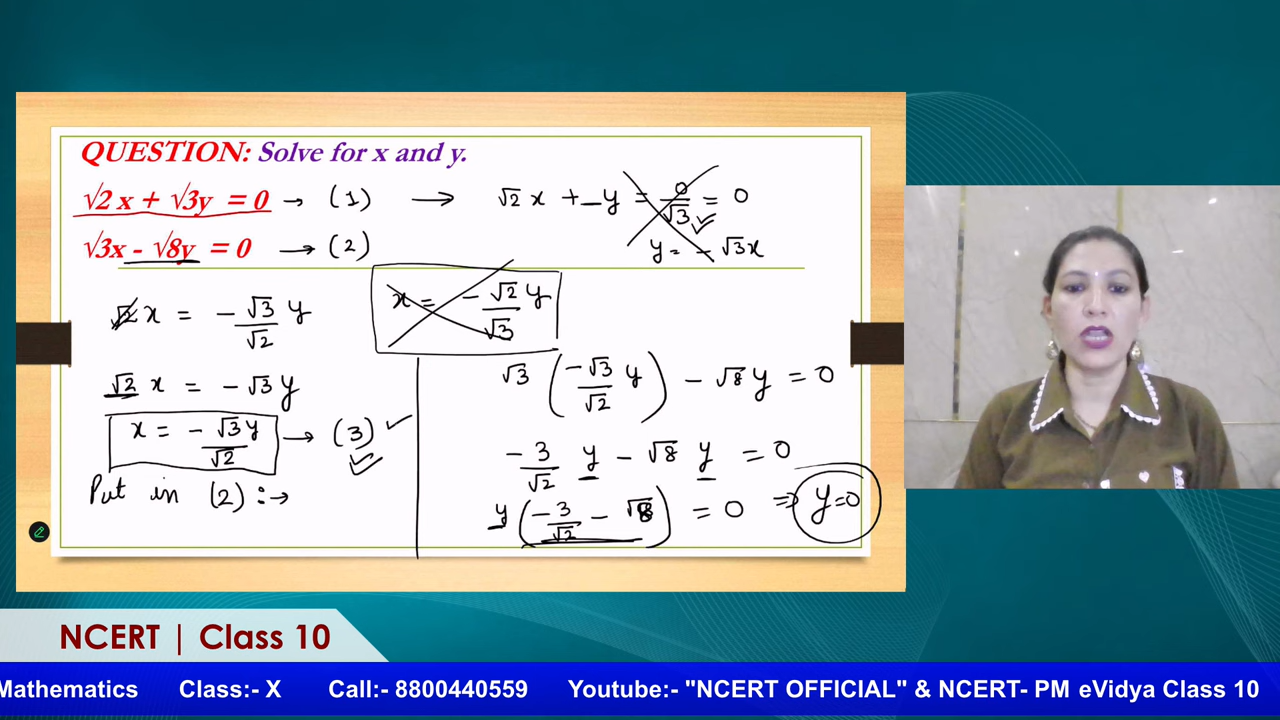 QUESTION: Solve for x and y.
√2 x + √3y = 0 → (1) → √2 x + y = 0/√3 = 0
y = - √3x
√3x - √8y = 0 → (2)
√2 x = - √3/√2 y
x = - √2/√3 y
√2 x = - √3 y
x = - √3y/√2 → (3) ✓
Put in (2) :→
√3 (-√3/√2 y) - √8 y = 0
- 3/√2 y - √8 y = 0
y (-3/√2 - √8) = 0 ⇒ y=0
NCERT | Class 10
Mathematics Class:- X Call:- 8800440559 Youtube:- "NCERT OFFICIAL" & NCERT- PM eVidya Class 10